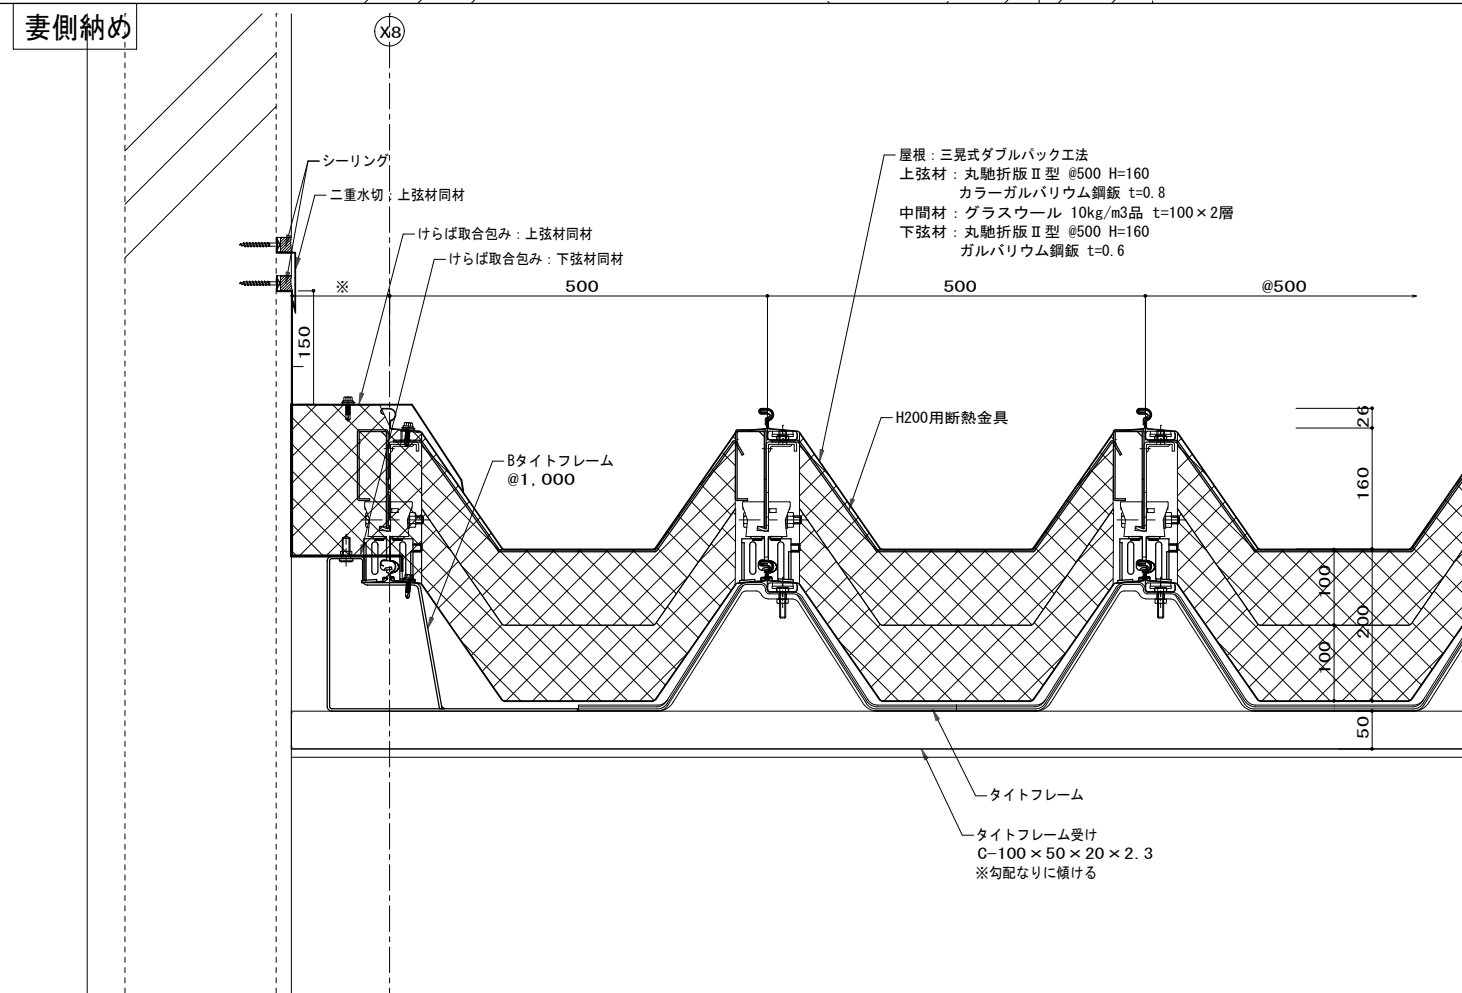 妻側納め
X8
シーリング
二重水切：上弦材同材
けらば取合包み：上弦材同材
けらば取合包み：下弦材同材
屋根：三晃式ダブルパック工法
上弦材：丸馳折版Ⅱ型 @500 H=160
カラーガルバリウム鋼鈑 t=0.8
中間材：グラスウール 10kg/m3品 t=100×2層
下弦材：丸馳折版Ⅱ型 @500 H=160
ガルバリウム鋼鈑 t=0.6
※
500
500
@500
150
H200用断熱金具
26
Bタイトフレーム
@1,000
160
100
200
100
50
タイトフレーム
タイトフレーム受け
C-100×50×20×2.3
※勾配なりに傾ける